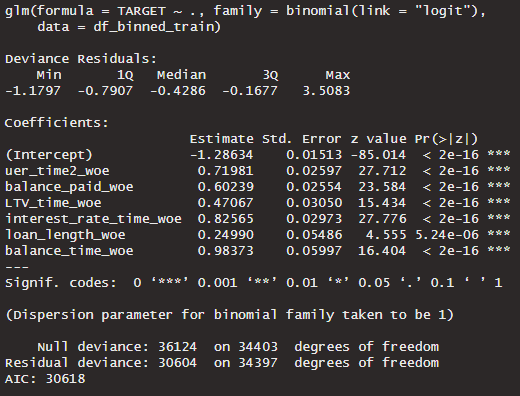 glm(formula = TARGET ~ ., family = binomial(link = "logit"),
    data = df_binned_train)

Deviance Residuals:
    Min       1Q   Median       3Q      Max
-1.1797  -0.7907  -0.4286  -0.1677   3.5083

Coefficients:
                       Estimate Std. Error z value Pr(>|z|)
(Intercept)            -1.28634    0.01513 -85.014  < 2e-16 ***
uer_time2_woe           0.71981    0.02597  27.712  < 2e-16 ***
balance_paid_woe        0.60239    0.02554  23.584  < 2e-16 ***
LTV_time_woe            0.47067    0.03050  15.434  < 2e-16 ***
interest_rate_time_woe  0.82565    0.02973  27.776  < 2e-16 ***
loan_length_woe         0.24990    0.05486   4.555 5.24e-06 ***
balance_time_woe        0.98373    0.05997  16.404  < 2e-16 ***
---
Signif. codes:  0 ‘***’ 0.001 ‘**’ 0.01 ‘*’ 0.05 ‘.’ 0.1 ‘ ’ 1

(Dispersion parameter for binomial family taken to be 1)

    Null deviance: 36124  on 34403  degrees of freedom
Residual deviance: 30604  on 34397  degrees of freedom
AIC: 30618